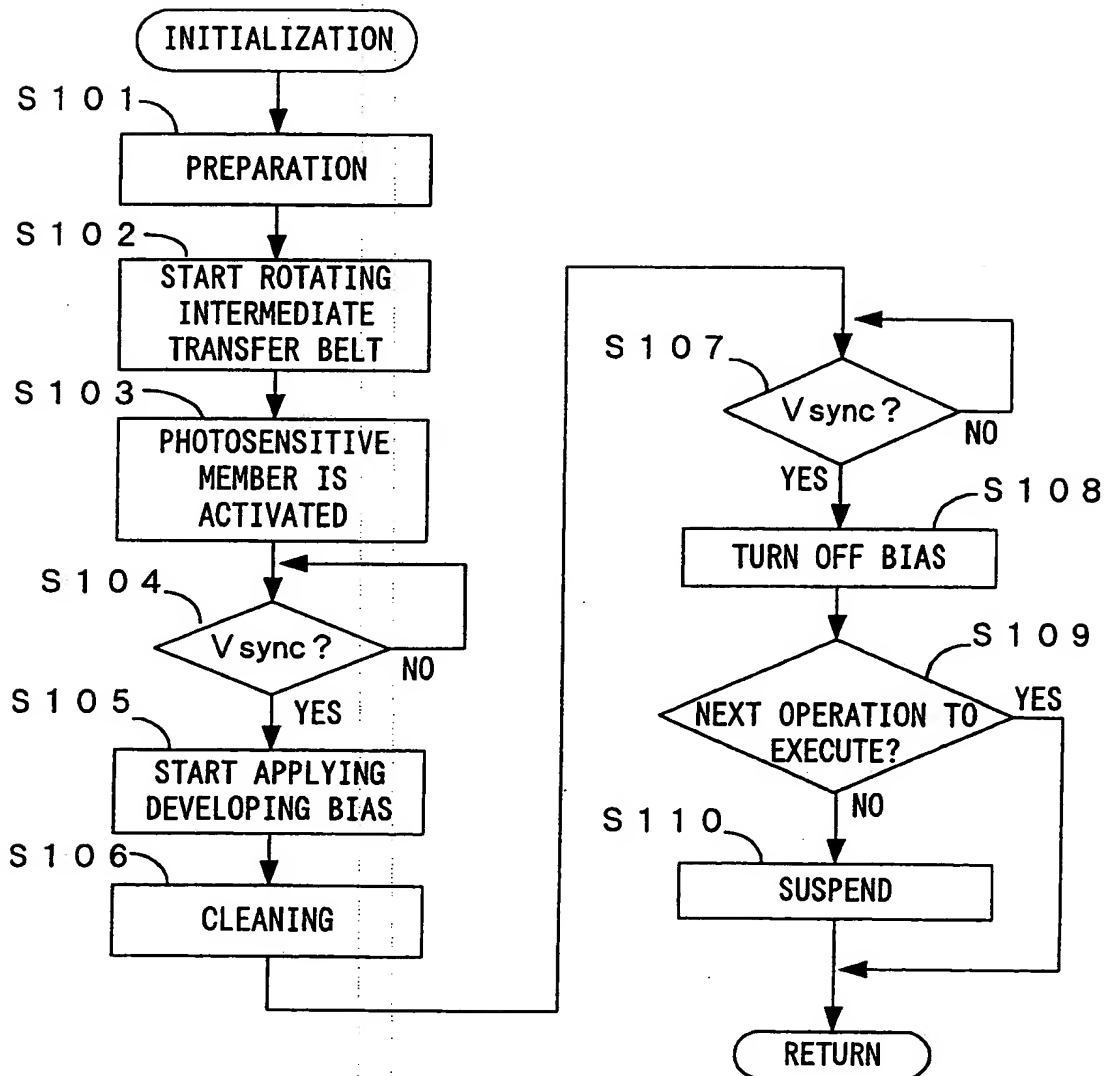 INITIALIZATION
S101
PREPARATION
S102
START ROTATING
INTERMEDIATE
TRANSFER BELT
S103
PHOTOSENSITIVE
MEMBER IS
ACTIVATED
S104
Vsync?
NO
YES
S105
START APPLYING
DEVELOPING BIAS
S106
CLEANING
S107
Vsync?
NO
YES
S108
TURN OFF BIAS
S109
NEXT OPERATION TO
EXECUTE?
YES
NO
S110
SUSPEND
RETURN